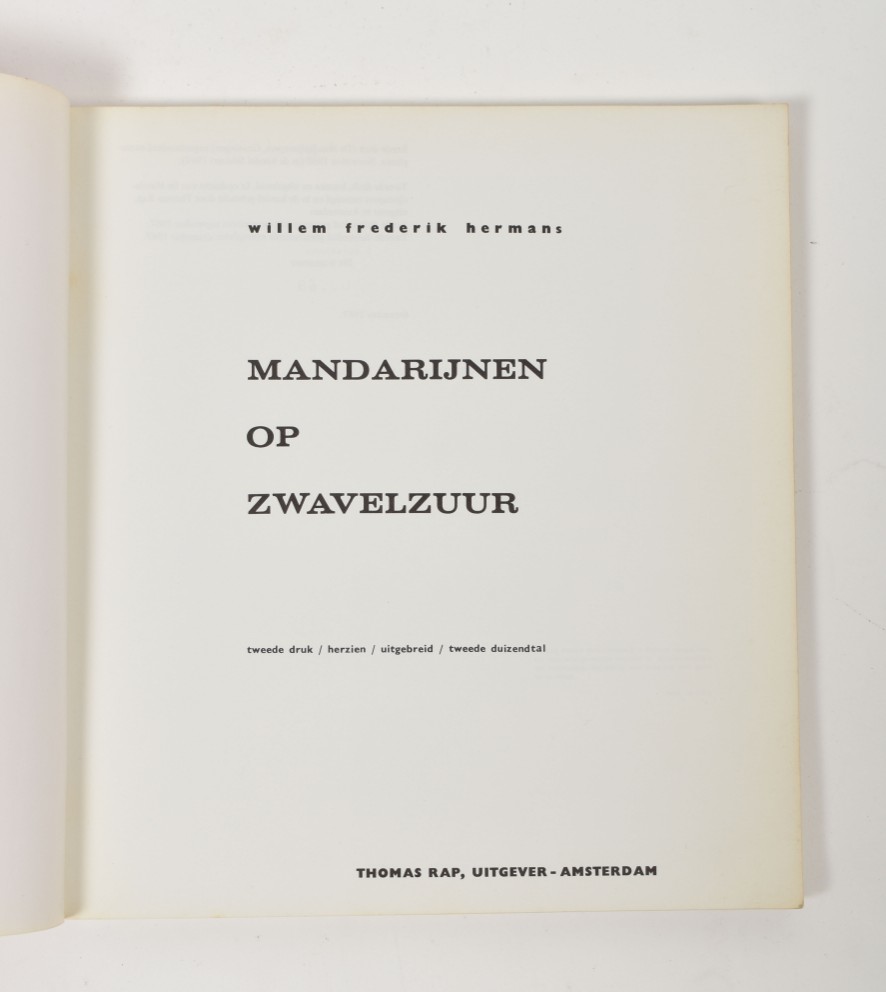 willem frederik hermans
MANDARIJNEN
OP
ZWAVELZUUR
tweede druk / herzien / uitgebreid / tweede duizendtal
THOMAS RAP, UITGEVER - AMSTERDAM